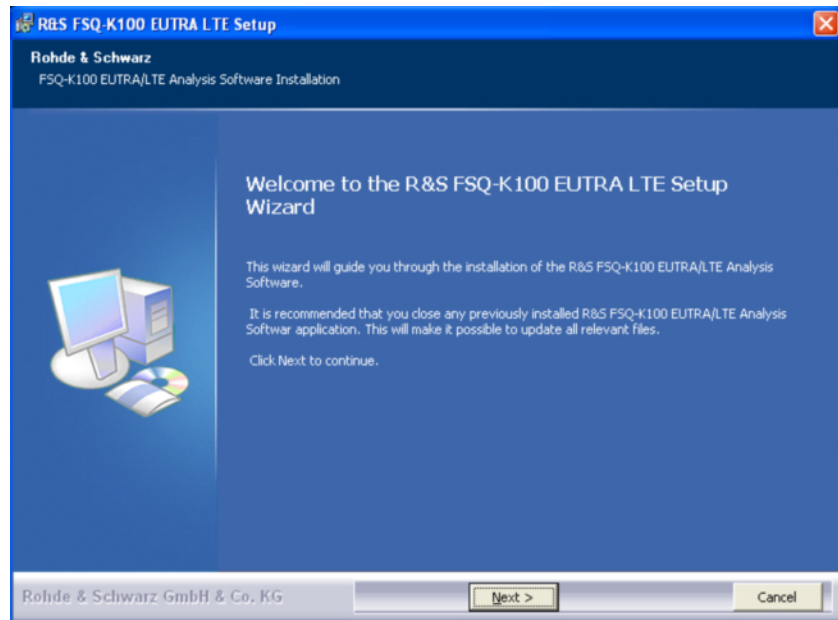 R&S FSQ-K100 EUTRA LTE Setup
Rohde & Schwarz
FSQ-K100 EUTRA/LTE Analysis Software Installation
Welcome to the R&S FSQ-K100 EUTRA LTE Setup
Wizard
This wizard will guide you through the installation of the R&S FSQ-K100 EUTRA/LTE Analysis
Software.
It is recommended that you close any previously installed R&S FSQ-K100 EUTRA/LTE Analysis
Softwar application. This will make it possible to update all relevant files.
Click Next to continue.
Rohde & Schwarz GmbH & Co. KG
Next >
Cancel